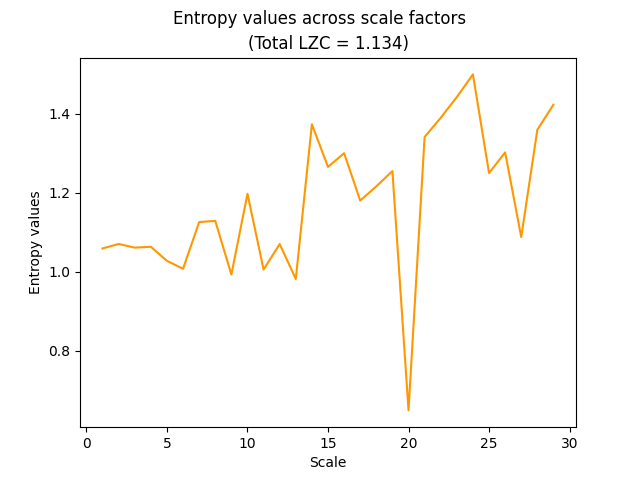 Entropy values across scale factors
(Total LZC = 1.134)
1.4
1.2
1.0
0.8
Entropy values
0 5 10 15 20 25 30
Scale